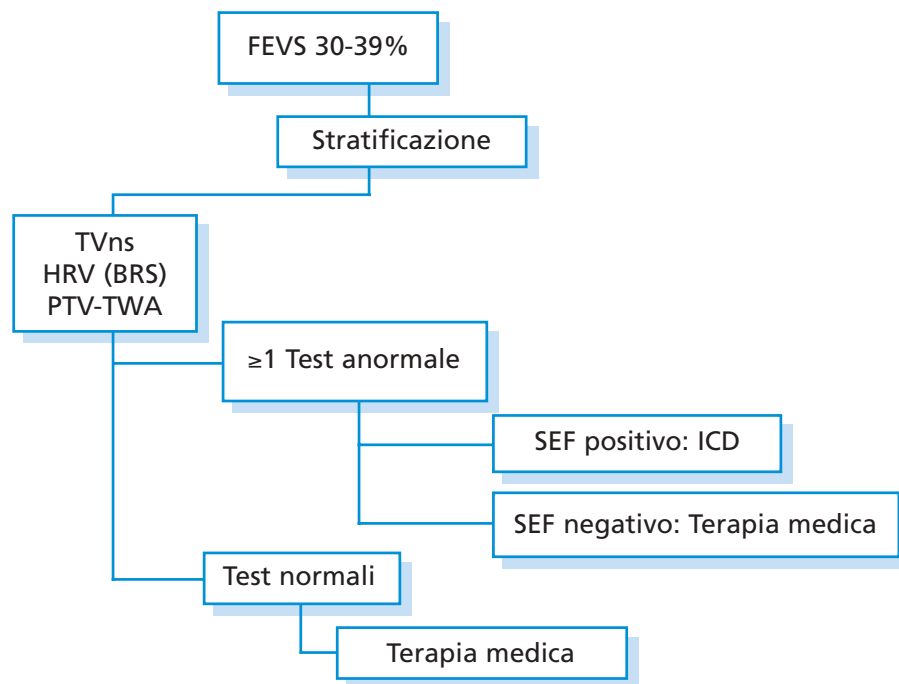 FEVS 30-39%
Stratificazione
TVns
HRV (BRS)
PTV-TWA
≥1 Test anormale
SEF positivo: ICD
SEF negativo: Terapia medica
Test normali
Terapia medica